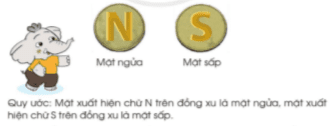 N S
Mặt ngửa Mặt sấp
Quy ước: Mặt xuất hiện chữ N trên đồng xu là mặt ngửa, mặt xuất
hiện chữ S trên đồng xu là mặt sấp.